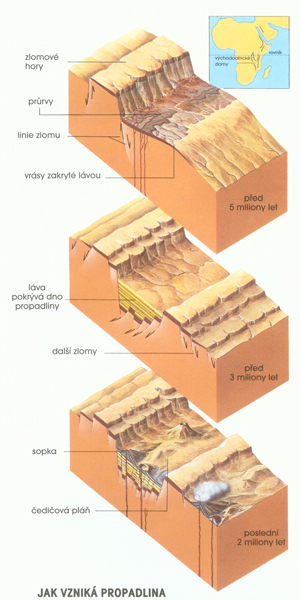 zlomové
hory
východoafrické
zlomy
rovník
průrvy
linie zlomu
vrásy zakryté lávou
před
5 miliony let
láva
pokrývá dno
propadliny
další zlomy
před
3 miliony let
sopka
čedičová pláň
poslední
2 miliony let
JAK VZNIKÁ PROPADLINA